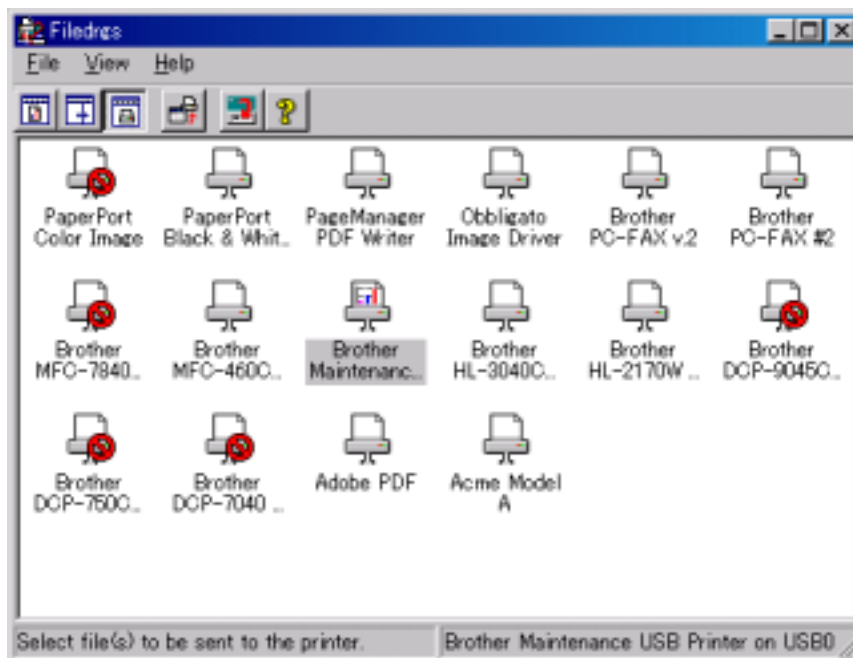 Filedrgs
File View Help
PaperPort Color Image
PaperPort Black & Whit...
PageManager PDF Writer
Obbligato Image Driver
Brother PC-FAX v.2
Brother PC-FAX #2
Brother MFC-7840...
Brother MFC-460C...
Brother Maintenanc...
Brother HL-3040C...
Brother HL-2170W ...
Brother DCP-9045C...
Brother DCP-750C...
Brother DCP-7040 ...
Adobe PDF
Acme Model A
Select file(s) to be sent to the printer.
Brother Maintenance USB Printer on USB0